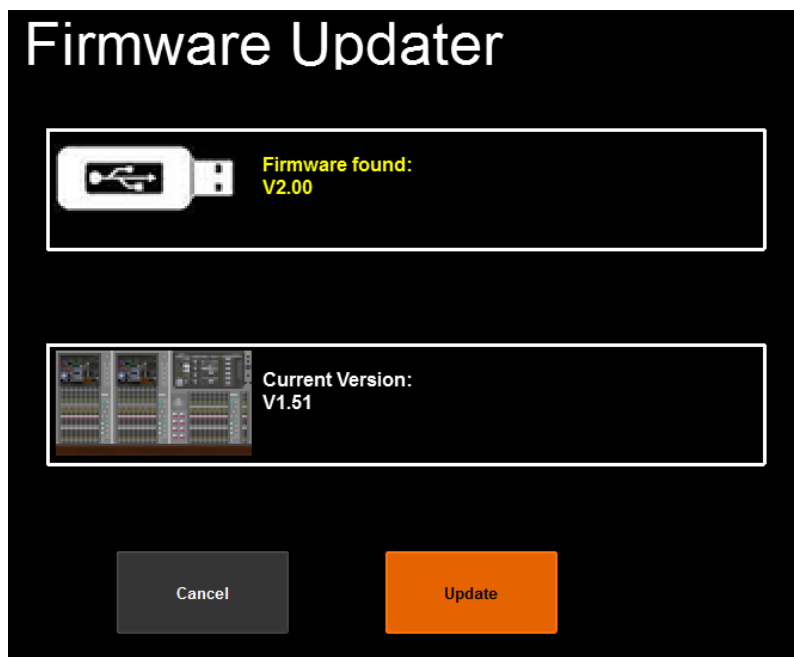 Firmware Updater
Firmware found:
V2.00
Current Version:
V1.51
Cancel
Update